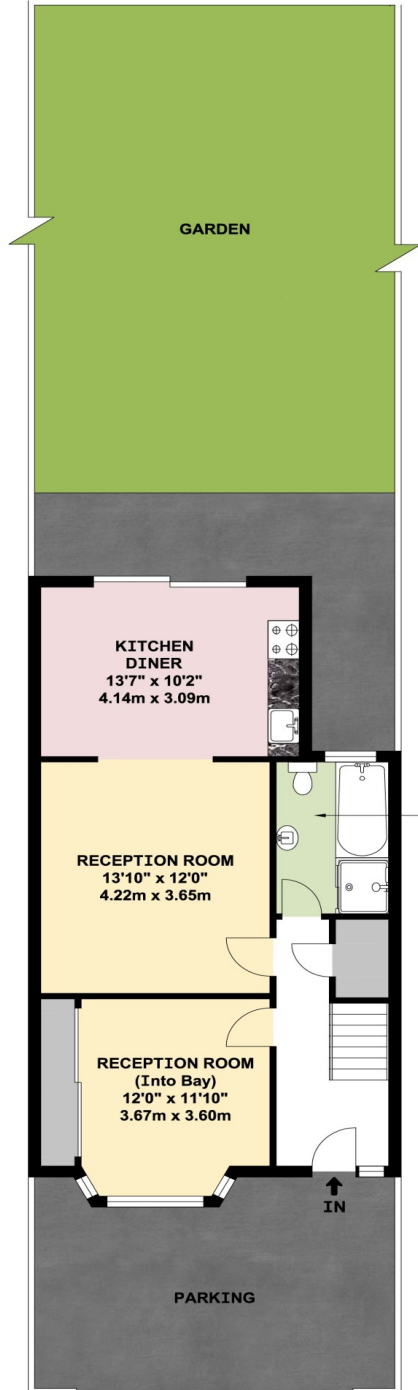 GARDEN
KITCHEN
DINER
13'7" x 10'2"
4.14m x 3.09m
RECEPTION ROOM
13'10" x 12'0"
4.22m x 3.65m
RECEPTION ROOM
(Into Bay)
12'0" x 11'10"
3.67m x 3.60m
IN
PARKING